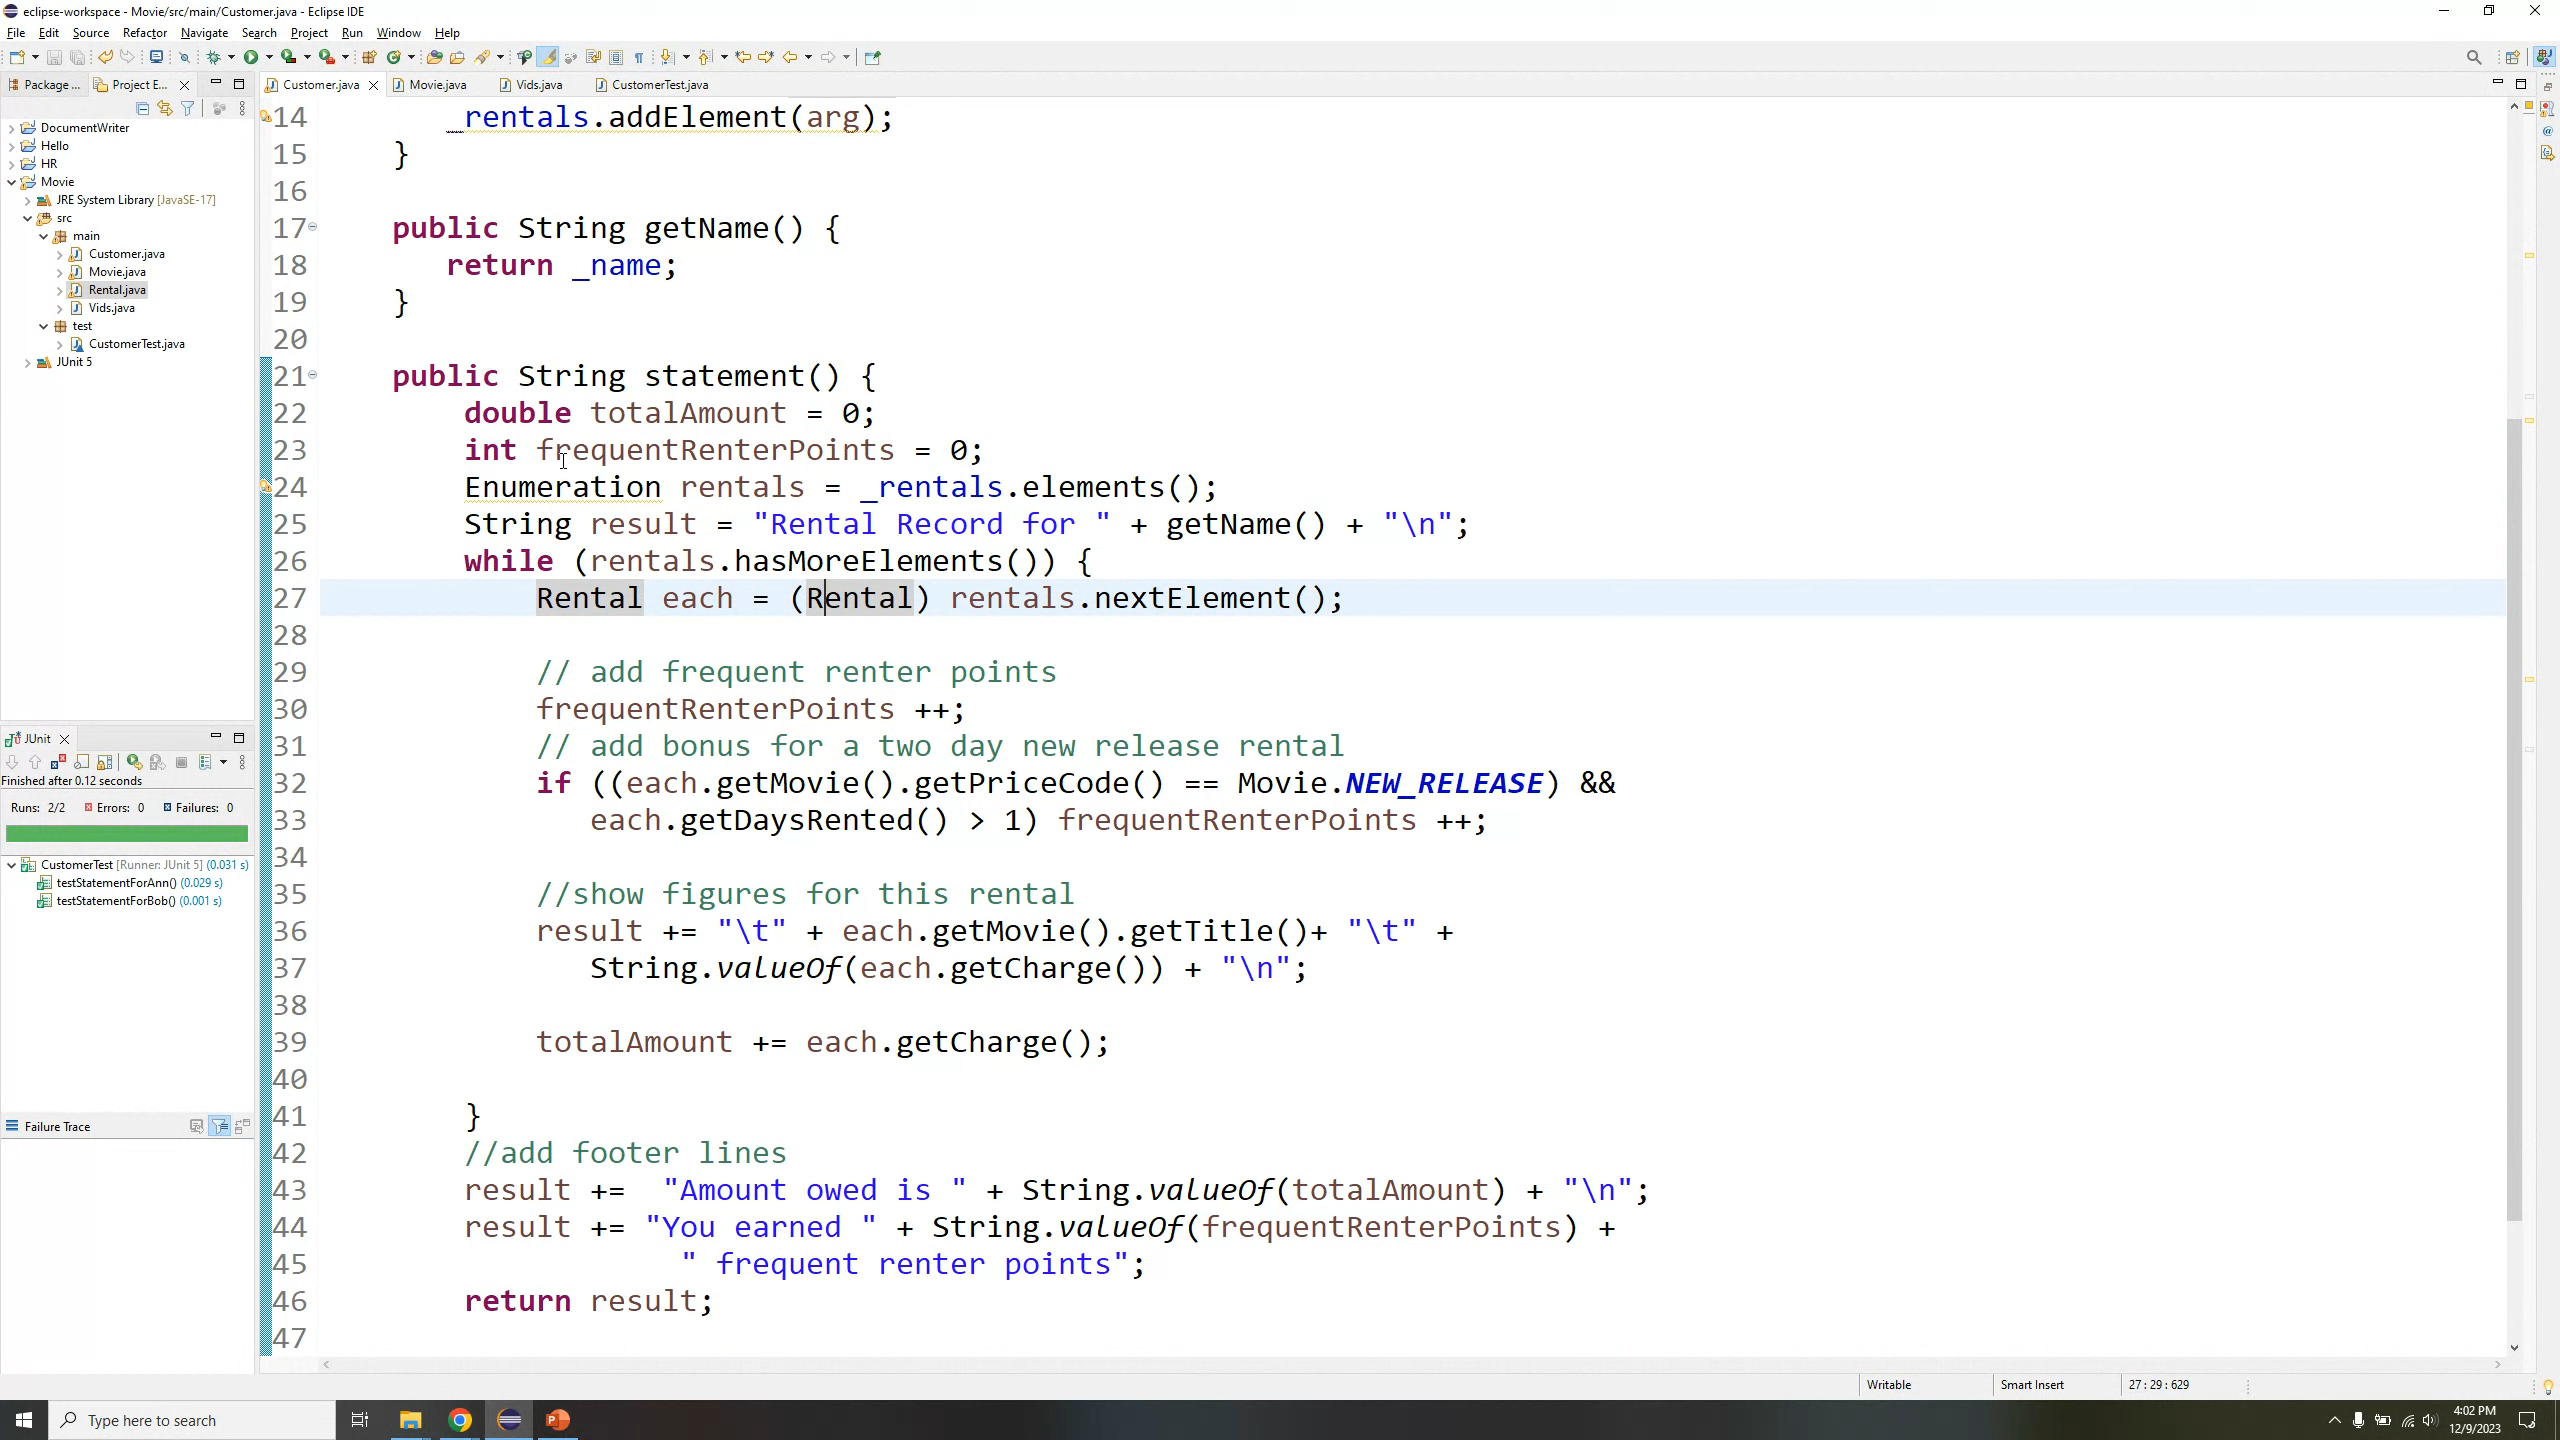 eclipse-workspace - Movie/src/main/Customer.java - Eclipse IDE
File Edit Source Refactor Navigate Search Project Run Window Help
Package ... Project E... Customer.java Movie.java Vids.java CustomerTest.java
DocumentWriter
Hello
HR
Movie
JRE System Library [JavaSE-17]
src
main
Customer.java
Movie.java
Rental.java
Vids.java
test
CustomerTest.java
JUnit 5
JUnit
Finished after 0.12 seconds
Runs: 2/2 Errors: 0 Failures: 0
CustomerTest [Runner: JUnit 5] (0.031 s)
testStatementForAnn() (0.029 s)
testStatementForBob() (0.001 s)
Failure Trace
14 _rentals.addElement(arg);
15 }
16
17 public String getName() {
18 return _name;
19 }
20
21 public String statement() {
22 double totalAmount = 0;
23 int frequentRenterPoints = 0;
24 Enumeration rentals = _rentals.elements();
25 String result = "Rental Record for " + getName() + "\n";
26 while (rentals.hasMoreElements()) {
27 Rental each = (Rental) rentals.nextElement();
28
29 // add frequent renter points
30 frequentRenterPoints ++;
31 // add bonus for a two day new release rental
32 if ((each.getMovie().getPriceCode() == Movie.NEW_RELEASE) &&
33 each.getDaysRented() > 1) frequentRenterPoints ++;
34
35 //show figures for this rental
36 result += "\t" + each.getMovie().getTitle()+ "\t" +
37 String.valueOf(each.getCharge()) + "\n";
38
39 totalAmount += each.getCharge();
40
41 }
42 //add footer lines
43 result += "Amount owed is " + String.valueOf(totalAmount) + "\n";
44 result += "You earned " + String.valueOf(frequentRenterPoints) +
45 " frequent renter points";
46 return result;
47
Writable Smart Insert 27 : 29 : 629
Type here to search
4:02 PM
12/9/2023